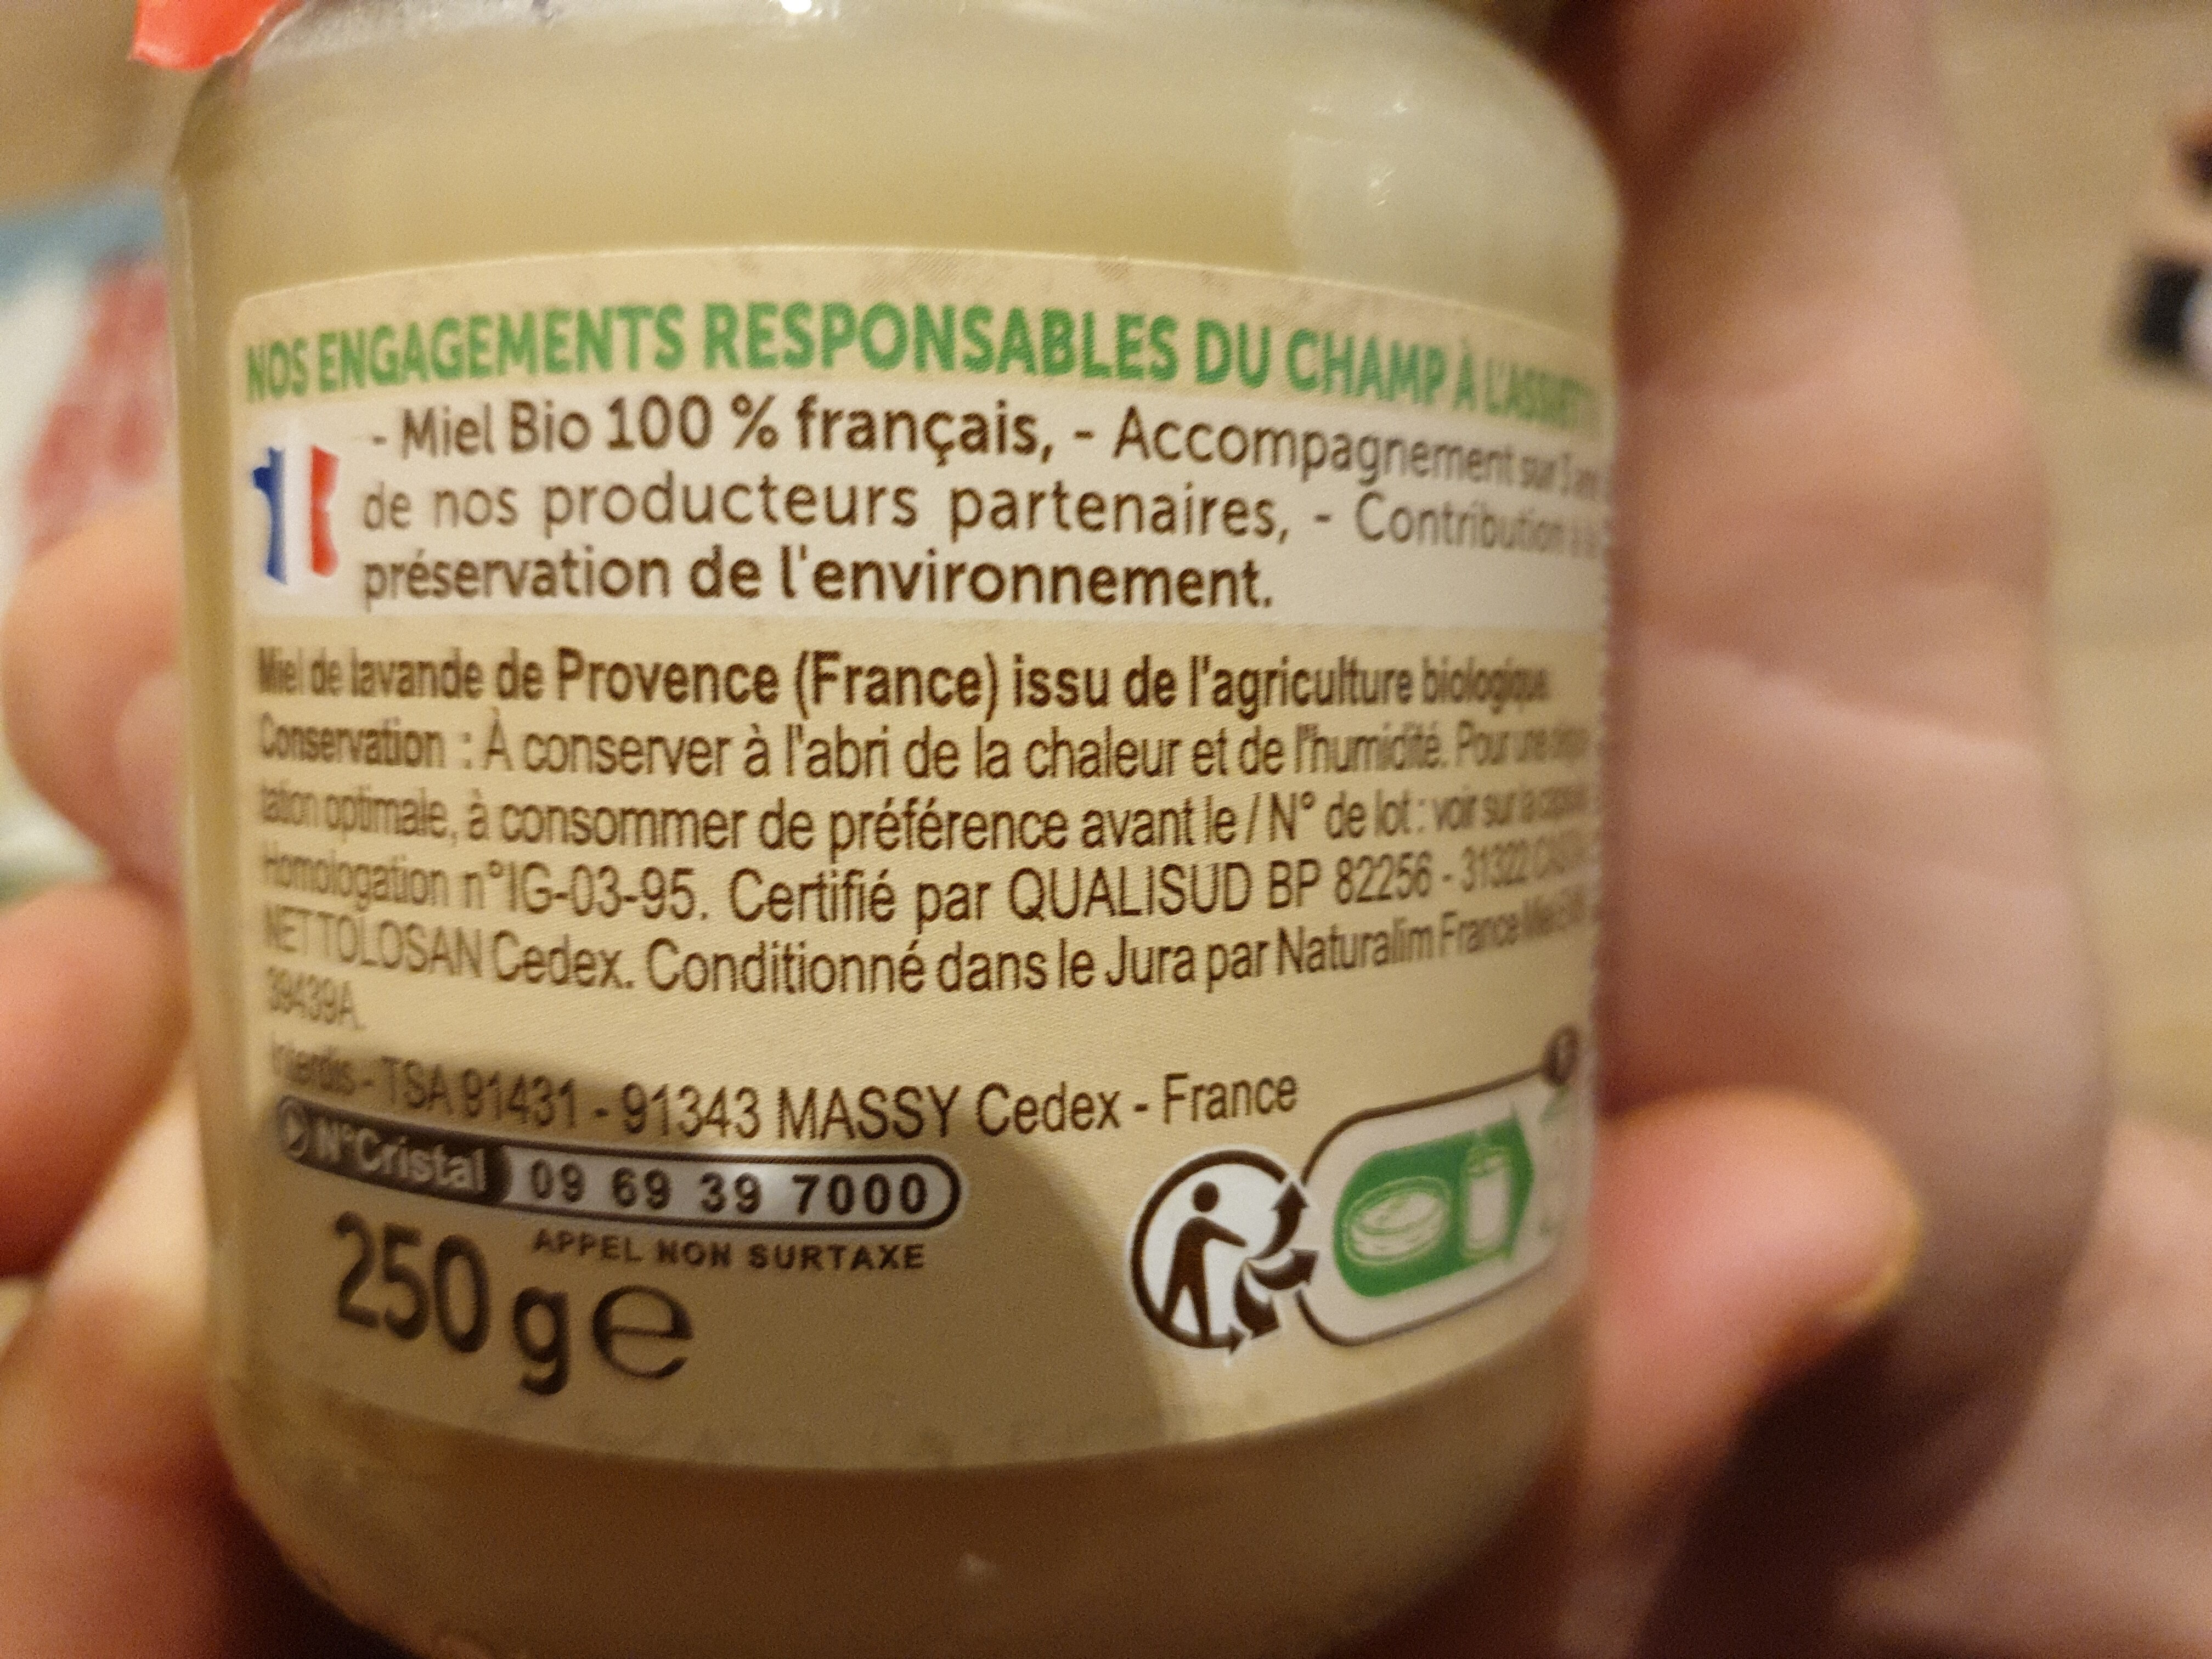 NOS ENGAGEMENTS RESPONSABLES DU CHAMP À
- Miel Bio 100 % français, - Accompagnement sur 3
de nos producteurs partenaires, - Contribution à la
préservation de l'environnement.
Miel de lavande de Provence (France) issu de l'agriculture biologique
Conservation : À conserver à l'abri de la chaleur et de l'humidité. Pour une
tation optimale, à consommer de préférence avant le / N° de lot : voir sur la
Homologation n°IG-03-95. Certifié par QUALISUD BP 82256 - 31322
NET TOLOSAN Cedex. Conditionné dans le Jura par Naturalim France Miel
39439A.
Interdis - TSA 91431 - 91343 MASSY Cedex - France
N°Cristal 09 69 39 7000
APPEL NON SURTAXE
250 g e